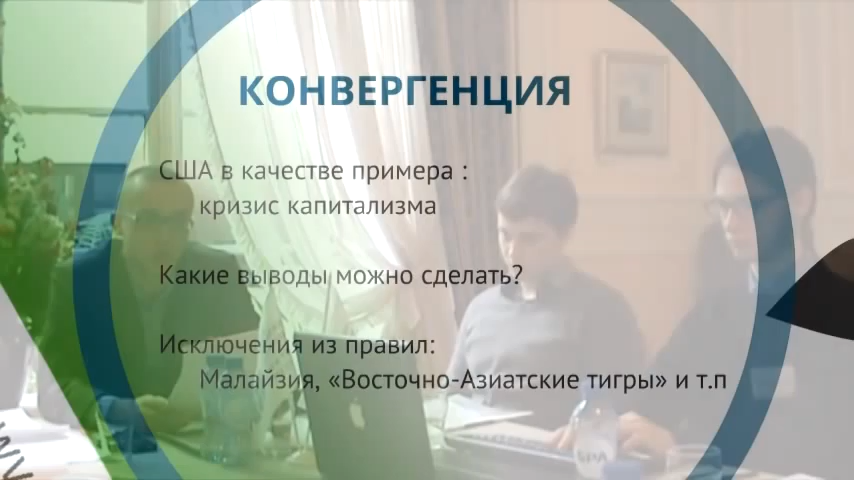 КОНВЕРГЕНЦИЯ
США в качестве примера :
кризис капитализма
Какие выводы можно сделать?
Исключения из правил:
Малайзия, «Восточно-Азиатские тигры» и т.п